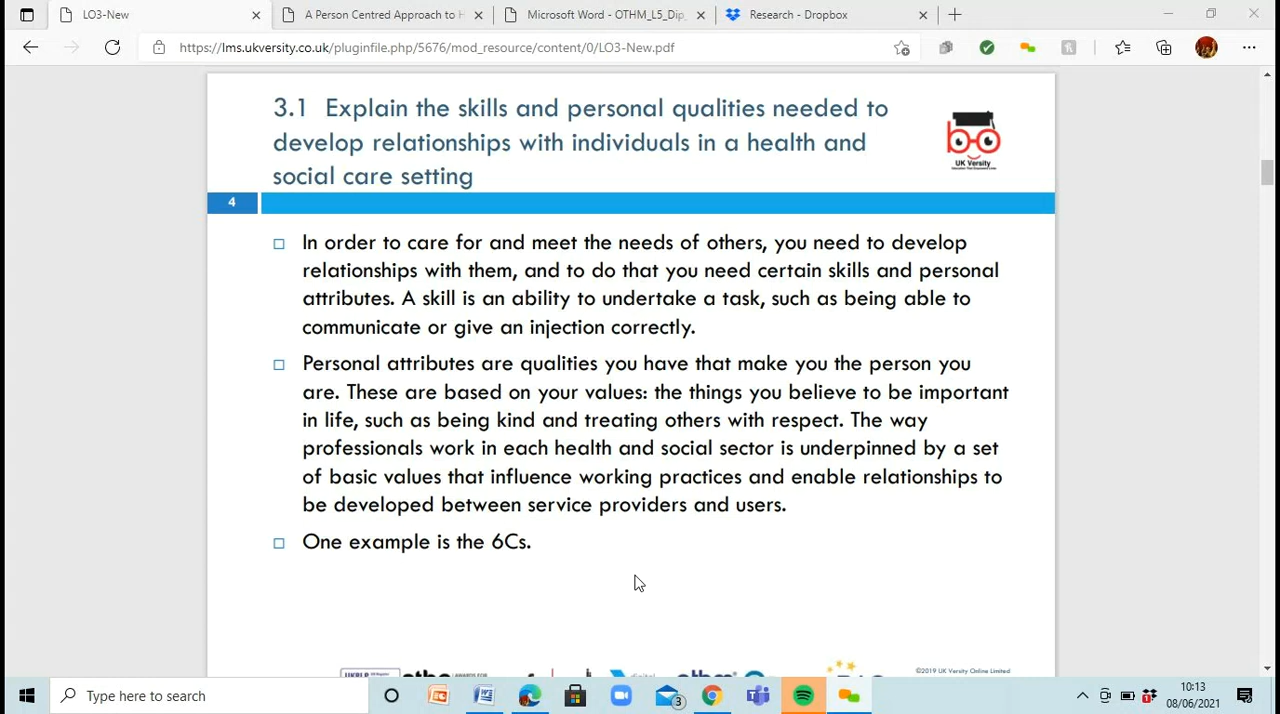 LO3-New
A Person Centred Approach to H
Microsoft Word - OTHM_L5_Dip
Research - Dropbox
https://lms.ukversity.co.uk/pluginfile.php/5676/mod_resource/content/0/LO3-New.pdf
3.1 Explain the skills and personal qualities needed to
develop relationships with individuals in a health and
social care setting
UK Versity
4
In order to care for and meet the needs of others, you need to develop
relationships with them, and to do that you need certain skills and personal
attributes. A skill is an ability to undertake a task, such as being able to
communicate or give an injection correctly.
Personal attributes are qualities you have that make you the person you
are. These are based on your values: the things you believe to be important
in life, such as being kind and treating others with respect. The way
professionals work in each health and social sector is underpinned by a set
of basic values that influence working practices and enable relationships to
be developed between service providers and users.
One example is the 6Cs.
©2019 UK Versity Online Limited
Type here to search
3
10:13
08/06/2021